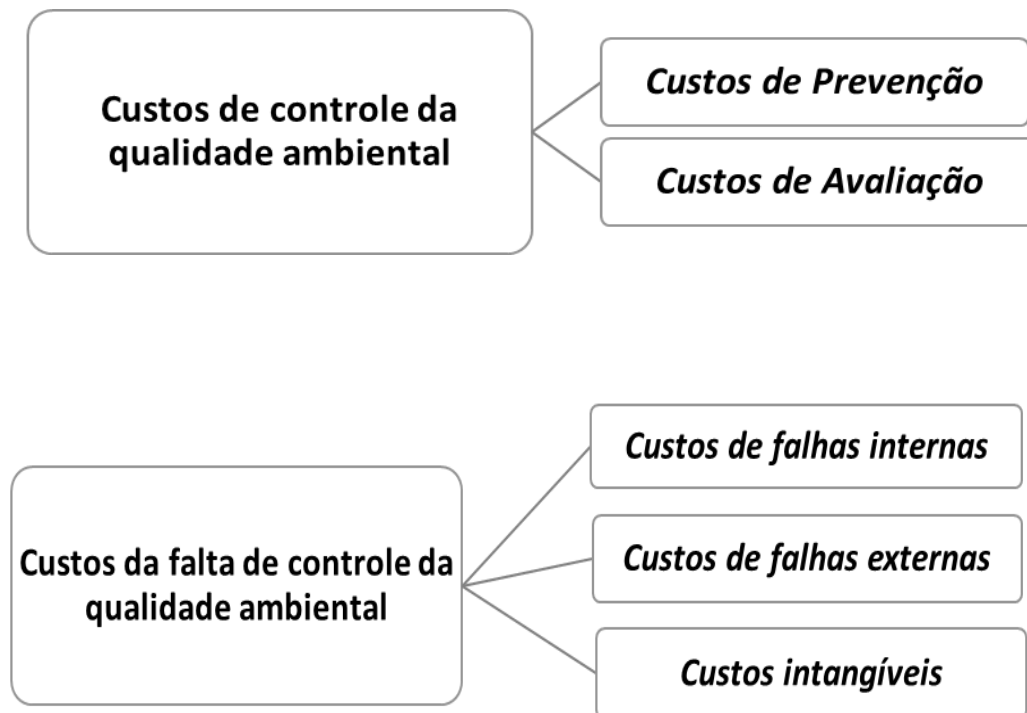 Custos de controle da
qualidade ambiental
Custos de Prevenção
Custos de Avaliação
Custos da falta de controle da
qualidade ambiental
Custos de falhas internas
Custos de falhas externas
Custos intangíveis